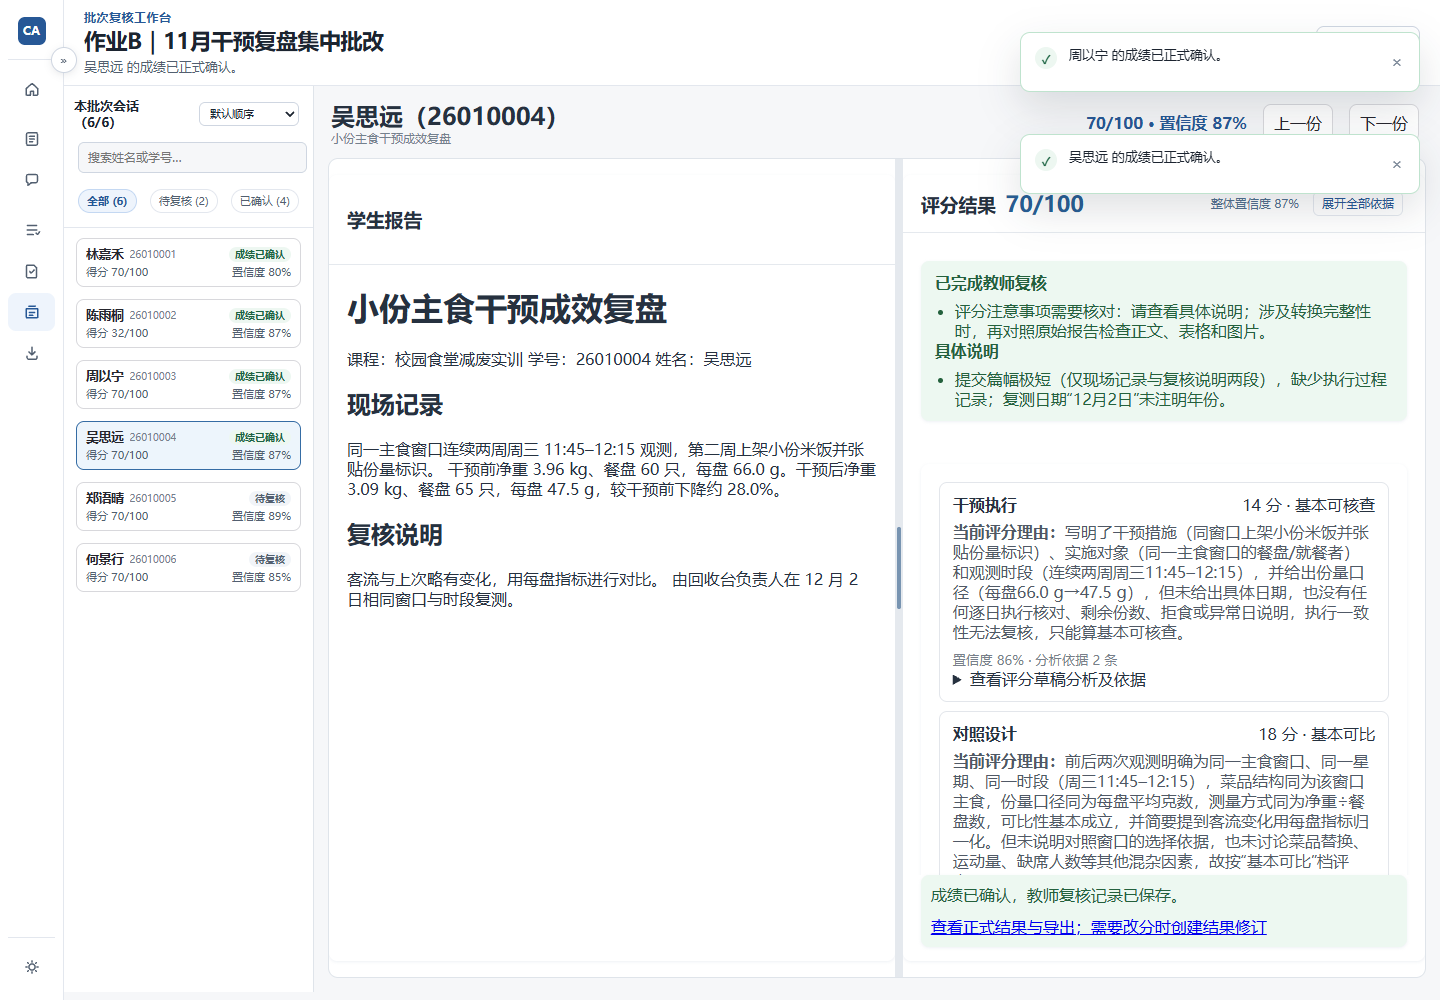 CA
»
批次复核工作台
作业B｜11月干预复盘集中批改
吴思远 的成绩已正式确认。
✓ 周以宁 的成绩已正式确认。 ×
✓ 吴思远 的成绩已正式确认。 ×
本批次会话
（6/6）
默认顺序
搜索姓名或学号...
全部 (6) 待复核 (2) 已确认 (4)
林嘉禾 26010001 成绩已确认
得分 70/100 置信度 80%
陈雨桐 26010002 成绩已确认
得分 32/100 置信度 87%
周以宁 26010003 成绩已确认
得分 70/100 置信度 87%
吴思远 26010004 成绩已确认
得分 70/100 置信度 87%
郑语晴 26010005 待复核
得分 70/100 置信度 89%
何景行 26010006 待复核
得分 70/100 置信度 85%
吴思远（26010004）
小份主食干预成效复盘
70/100 • 置信度 87% 上一份 下一份
学生报告
小份主食干预成效复盘
课程：校园食堂减废实训 学号：26010004 姓名：吴思远
现场记录
同一主食窗口连续两周周三 11:45–12:15 观测，第二周上架小份米饭并张
贴份量标识。 干预前净重 3.96 kg、餐盘 60 只，每盘 66.0 g。干预后净重
3.09 kg、餐盘 65 只，每盘 47.5 g，较干预前下降约 28.0%。
复核说明
客流与上次略有变化，用每盘指标进行对比。 由回收台负责人在 12 月 2
日相同窗口与时段复测。
评分结果 70/100 整体置信度 87% 展开全部依据
已完成教师复核
• 评分注意事项需要核对：请查看具体说明；涉及转换完整性
时，再对照原始报告检查正文、表格和图片。
具体说明
• 提交篇幅极短（仅现场记录与复核说明两段），缺少执行过程
记录；复测日期“12月2日”未注明年份。
干预执行 14 分 · 基本可核查
当前评分理由：写明了干预措施（同窗口上架小份米饭并张
贴份量标识）、实施对象（同一主食窗口的餐盘/就餐者）
和观测时段（连续两周周三11:45–12:15），并给出份量口
径（每盘66.0 g→47.5 g），但未给出具体日期，也没有任
何逐日执行核对、剩余份数、拒食或异常日说明，执行一致
性无法复核，只能算基本可核查。
置信度 86% · 分析依据 2 条
▶ 查看评分草稿分析及依据
对照设计 18 分 · 基本可比
当前评分理由：前后两次观测明确为同一主食窗口、同一星
期、同一时段（周三11:45–12:15），菜品结构同为该窗口
主食，份量口径同为每盘平均克数，测量方式同为净重÷餐
盘数，可比性基本成立，并简要提到客流变化用每盘指标归
一化。但未说明对照窗口的选择依据，也未讨论菜品替换、
运动量、缺席人数等其他混杂因素，故按“基本可比”档评
成绩已确认，教师复核记录已保存。
查看正式结果与导出；需要改分时创建结果修订